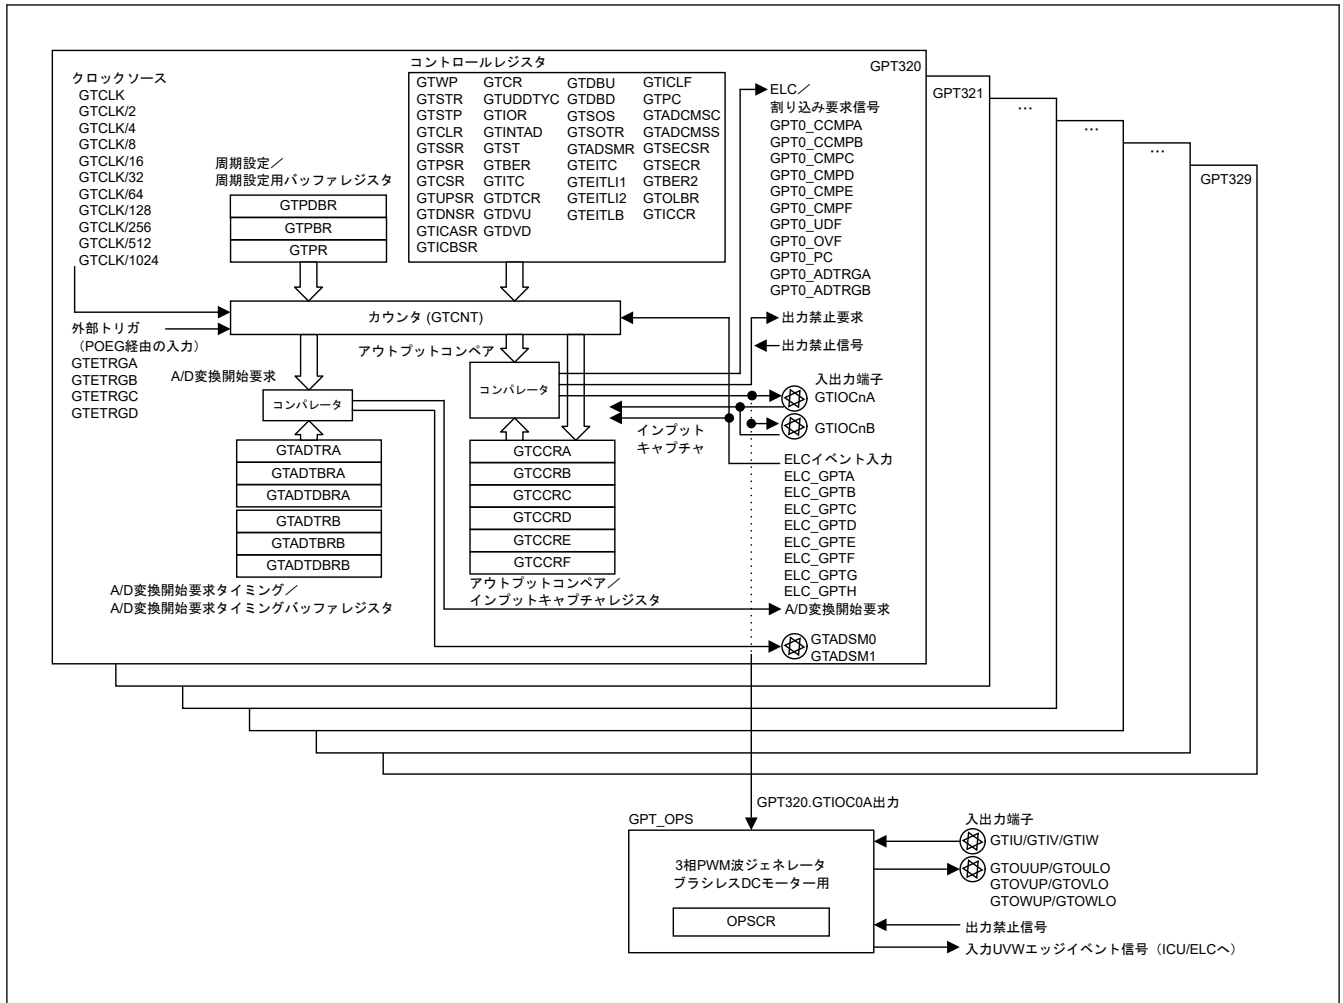 GPT320
GPT321
...
...
...
GPT329
クロックソース
GTCLK
GTCLK/2
GTCLK/4
GTCLK/8
GTCLK/16
GTCLK/32
GTCLK/64
GTCLK/128
GTCLK/256
GTCLK/512
GTCLK/1024
周期設定／
周期設定用バッファレジスタ
GTPDBR
GTPBR
GTPR
コントロールレジスタ
GTWP GTCR GTDBU GTICLF
GTSTR GTUDDTYC GTDBD GTPC
GTSTP GTIOR GTSOS GTADCMSC
GTCLR GTINTAD GTSOTR GTADCMSS
GTSSR GTST GTADSMR GTSECSR
GTPSR GTBER GTEITC GTSECR
GTCSR GTITC GTEITLI1 GTBER2
GTUPSR GTDTCR GTEITLI2 GTOLBR
GTDNSR GTDVU GTEITLB GTICCR
GTICASR GTDVD
GTICBSR
ELC／
割り込み要求信号
GPT0_CCMPA
GPT0_CCMPB
GPT0_CMPC
GPT0_CMPD
GPT0_CMPE
GPT0_CMPF
GPT0_UDF
GPT0_OVF
GPT0_PC
GPT0_ADTRGA
GPT0_ADTRGB
カウンタ (GTCNT)
外部トリガ
（POEG経由の入力）
GTETRGA
GTETRGB
GTETRGC
GTETRGD
A/D変換開始要求
コンパレータ
アウトプットコンペア
コンパレータ
出力禁止要求
出力禁止信号
入出力端子
GTIOCnA
GTIOCnB
インプット
キャプチャ
GTADTRA
GTADTBRA
GTADTDBRA
GTADTRB
GTADTBRB
GTADTDBRB
A/D変換開始要求タイミング／
A/D変換開始要求タイミングバッファレジスタ
GTCCRA
GTCCRB
GTCCRC
GTCCRD
GTCCRE
GTCCRF
アウトプットコンペア／
インプットキャプチャレジスタ
ELCイベント入力
ELC_GPTA
ELC_GPTB
ELC_GPTC
ELC_GPTD
ELC_GPTE
ELC_GPTF
ELC_GPTG
ELC_GPTH
A/D変換開始要求
GTADSM0
GTADSM1
GPT320.GTIOC0A出力
GPT_OPS
3相PWM波ジェネレータ
ブラシレスDCモーター用
OPSCR
入出力端子
GTIU/GTIV/GTIW
GTOUUP/GTOULO
GTOVUP/GTOVLO
GTOWUP/GTOWLO
出力禁止信号
入力UVWエッジイベント信号（ICU/ELCへ）